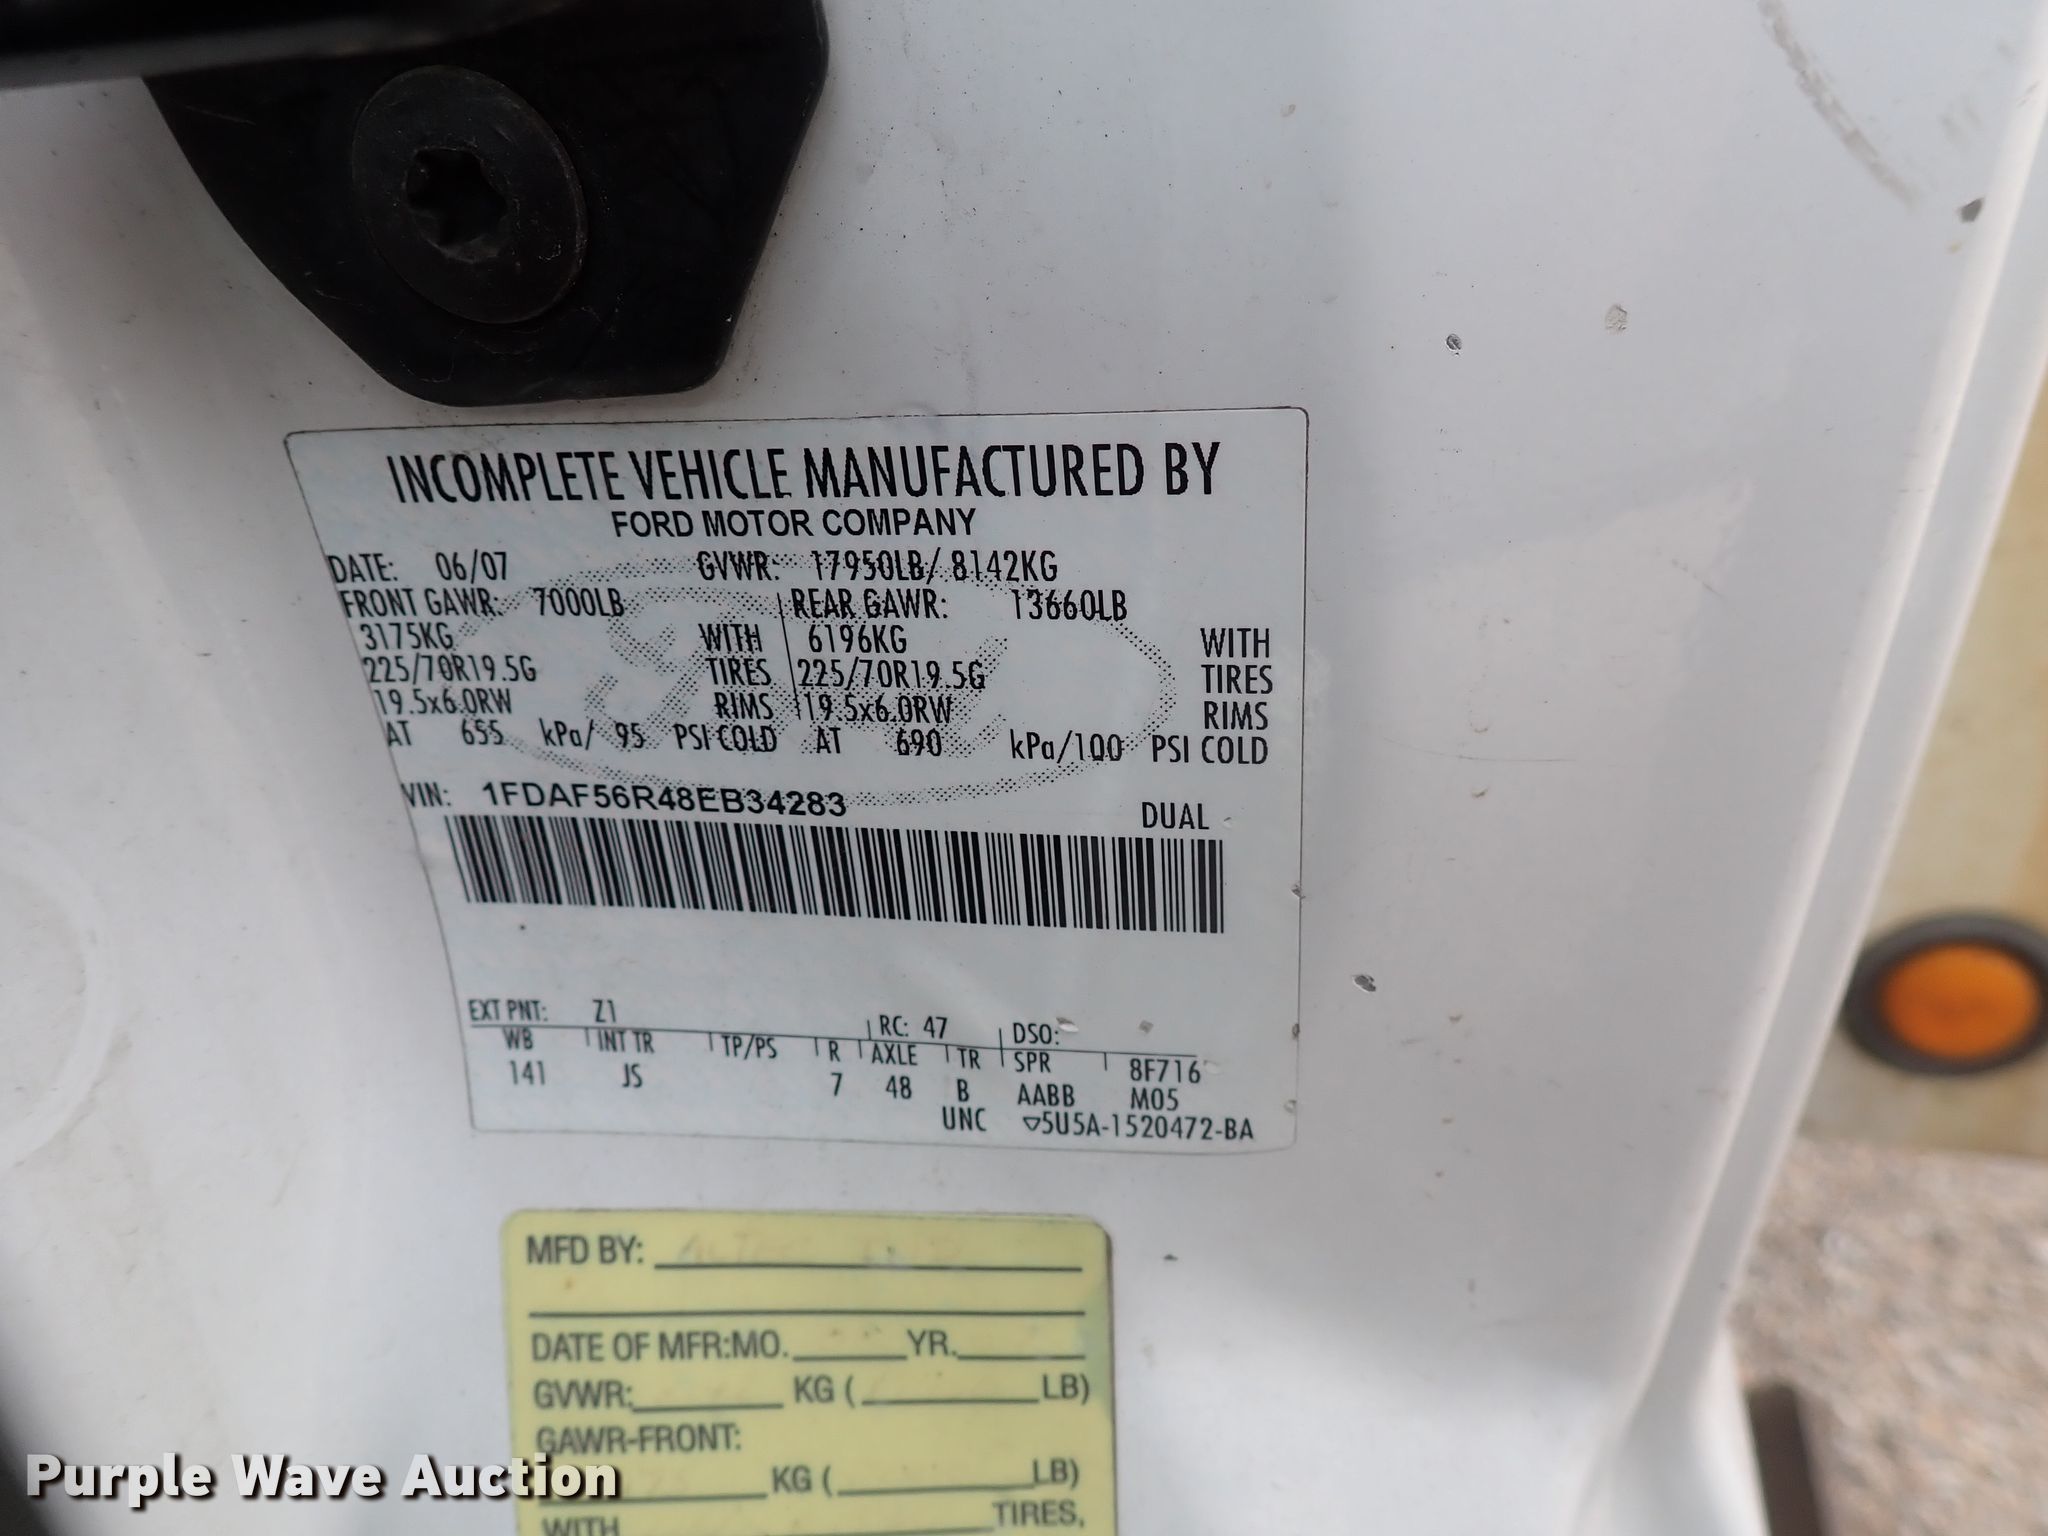 INCOMPLETE VEHICLE MANUFACTURED BY
FORD MOTOR COMPANY
DATE: 06/07 GVWR: 17950LB/ 8142KG
FRONT GAWR: 7000LB REAR GAWR: 13660LB
3175KG WITH 6196KG WITH
225/70R19.5G TIRES 225/70R19.5G TIRES
19.5x6.0RW RIMS 19.5x6.0RW RIMS
AT 655 kPa/ 95 PSI COLD AT 690 kPa/100 PSI COLD
VIN: 1FDAF56R48EB34283 DUAL
EXT PNT: Z1 RC: 47 DSO:
WB INT TR TP/PS R AXLE TR SPR 8F716
141 JS 7 48 B AABB M05
UNC ▽5U5A-1520472-BA
MFD BY:
DATE OF MFR:MO. YR.
GVWR: KG ( LB)
GAWR-FRONT:
KG ( LB)
WITH TIRES,
Purple Wave Auction